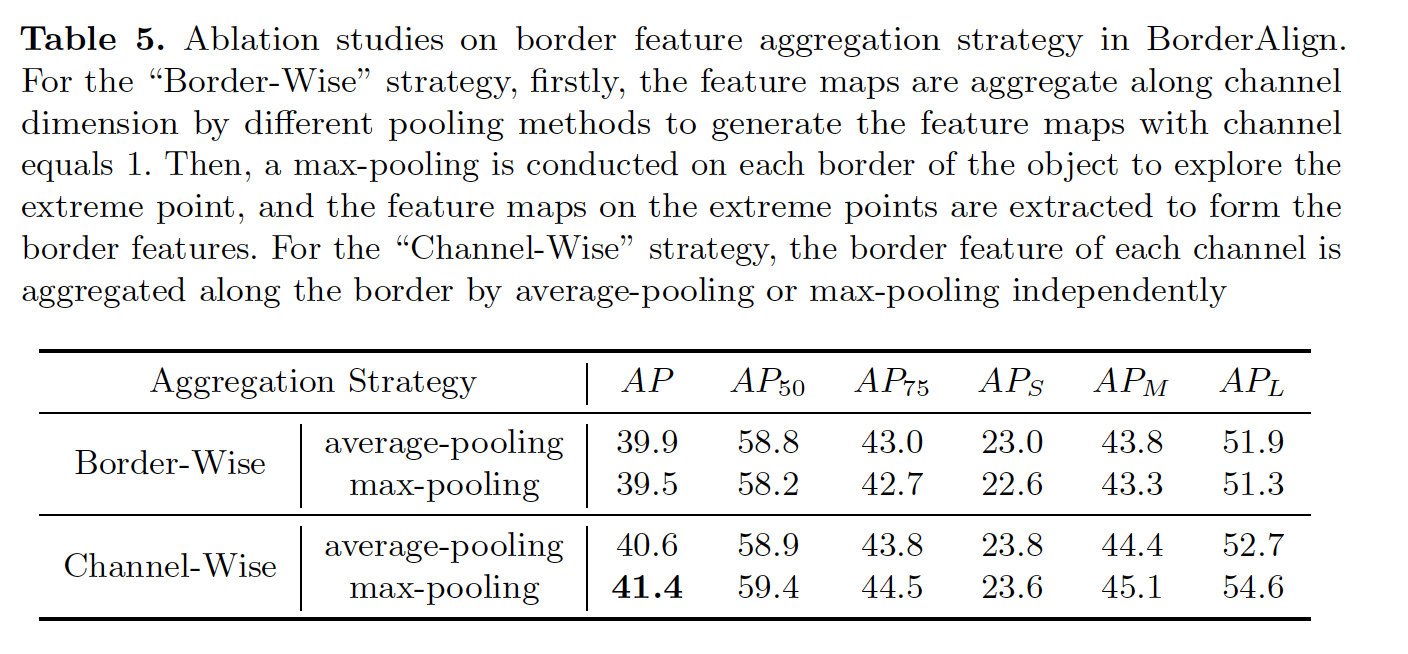 Table 5. Ablation studies on border feature aggregation strategy in BorderAlign.
For the “Border-Wise” strategy, firstly, the feature maps are aggregate along channel
dimension by different pooling methods to generate the feature maps with channel
equals 1. Then, a max-pooling is conducted on each border of the object to explore the
extreme point, and the feature maps on the extreme points are extracted to form the
border features. For the “Channel-Wise” strategy, the border feature of each channel is
aggregated along the border by average-pooling or max-pooling independently
Aggregation Strategy AP AP50 AP75 APS APM APL
Border-Wise
average-pooling 39.9 58.8 43.0 23.0 43.8 51.9
max-pooling 39.5 58.2 42.7 22.6 43.3 51.3
Channel-Wise
average-pooling 40.6 58.9 43.8 23.8 44.4 52.7
max-pooling 41.4 59.4 44.5 23.6 45.1 54.6